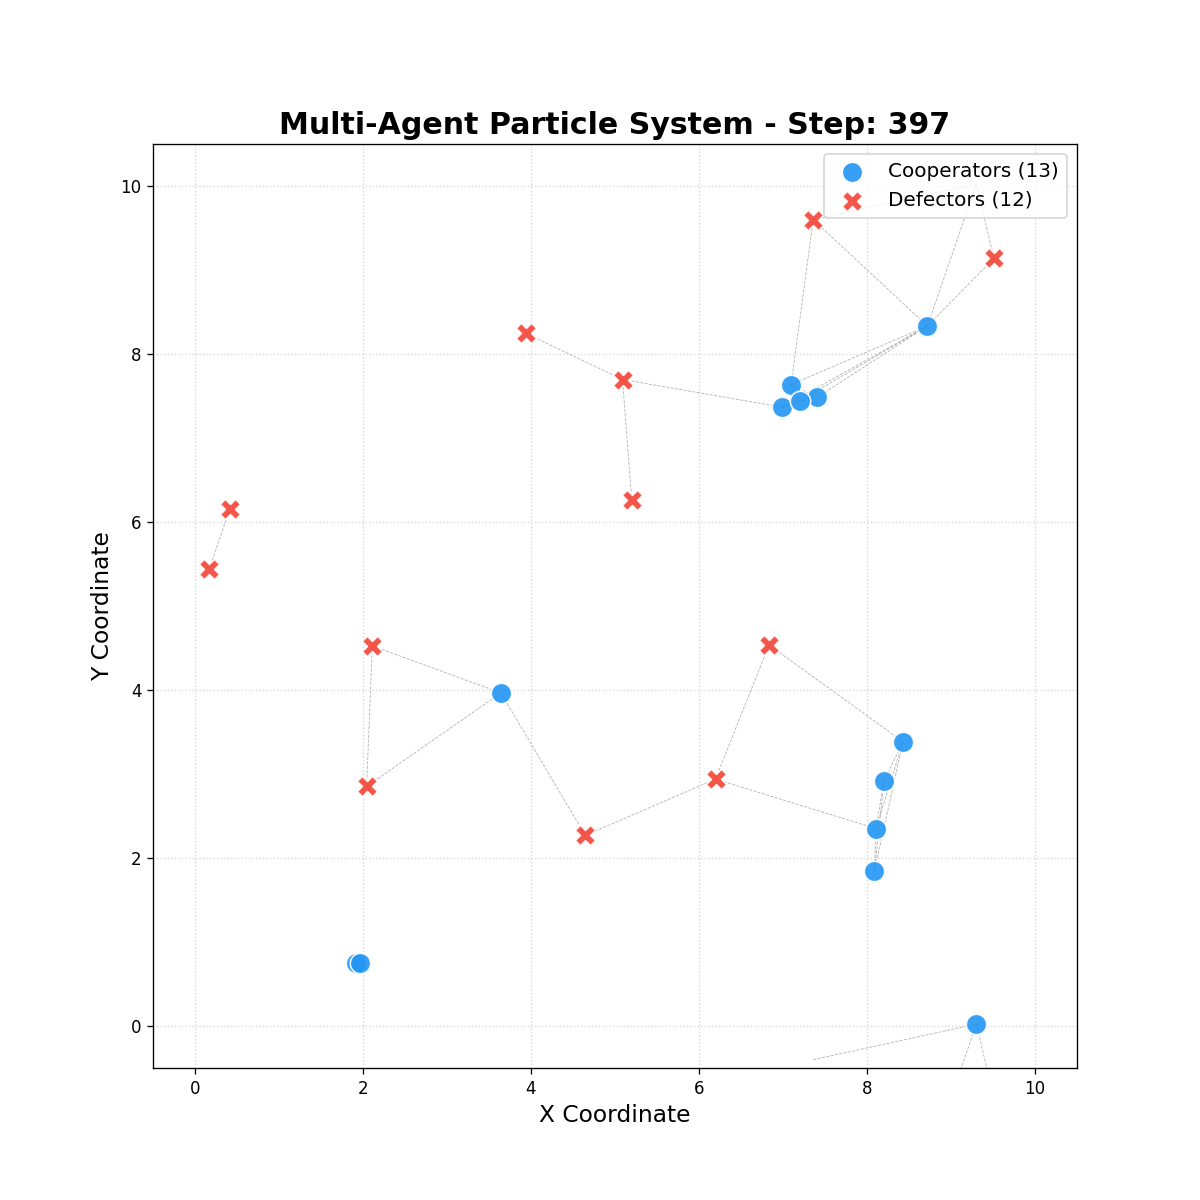 Multi-Agent Particle System - Step: 397
Cooperators (13)
Defectors (12)
10
8
6
4
2
0
Y Coordinate
0 2 4 6 8 10
X Coordinate